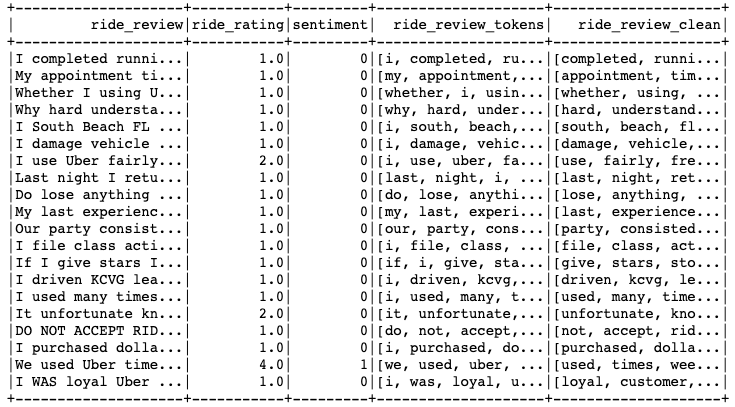 +--------------------+-----------+---------+--------------------+--------------------+
|         ride_review|ride_rating|sentiment|  ride_review_tokens|   ride_review_clean|
+--------------------+-----------+---------+--------------------+--------------------+
|I completed runni...|        1.0|        0|[i, completed, ru...|[completed, runni...|
|My appointment ti...|        1.0|        0|[my, appointment,...|[appointment, tim...|
|Whether I using U...|        1.0|        0|[whether, i, usin...|[whether, using, ...|
|Why hard understa...|        1.0|        0|[why, hard, under...|[hard, understand...|
|I South Beach FL ...|        1.0|        0|[i, south, beach,...|[south, beach, fl...|
|I damage vehicle ...|        1.0|        0|[i, damage, vehic...|[damage, vehicle,...|
|I use Uber fairly...|        2.0|        0|[i, use, uber, fa...|[use, fairly, fre...|
|Last night I retu...|        1.0|        0|[last, night, i, ...|[last, night, ret...|
|Do lose anything ...|        1.0|        0|[do, lose, anythi...|[lose, anything, ...|
|My last experienc...|        1.0|        0|[my, last, experi...|[last, experience...|
|Our party consist...|        1.0|        0|[our, party, cons...|[party, consisted...|
|I file class acti...|        1.0|        0|[i, file, class, ...|[file, class, act...|
|If I give stars I...|        1.0|        0|[if, i, give, sta...|[give, stars, sto...|
|I driven KCVG lea...|        1.0|        0|[i, driven, kcvg,...|[driven, kcvg, le...|
|I used many times...|        1.0|        0|[i, used, many, t...|[used, many, time...|
|It unfortunate kn...|        2.0|        0|[it, unfortunate,...|[unfortunate, kno...|
|DO NOT ACCEPT RID...|        1.0|        0|[do, not, accept,...|[not, accept, rid...|
|I purchased dolla...|        1.0|        0|[i, purchased, do...|[purchased, dolla...|
|We used Uber time...|        4.0|        1|[we, used, uber, ...|[used, times, wee...|
|I WAS loyal Uber ...|        1.0|        0|[i, was, loyal, u...|[loyal, customer,...|
+--------------------+-----------+---------+--------------------+--------------------+